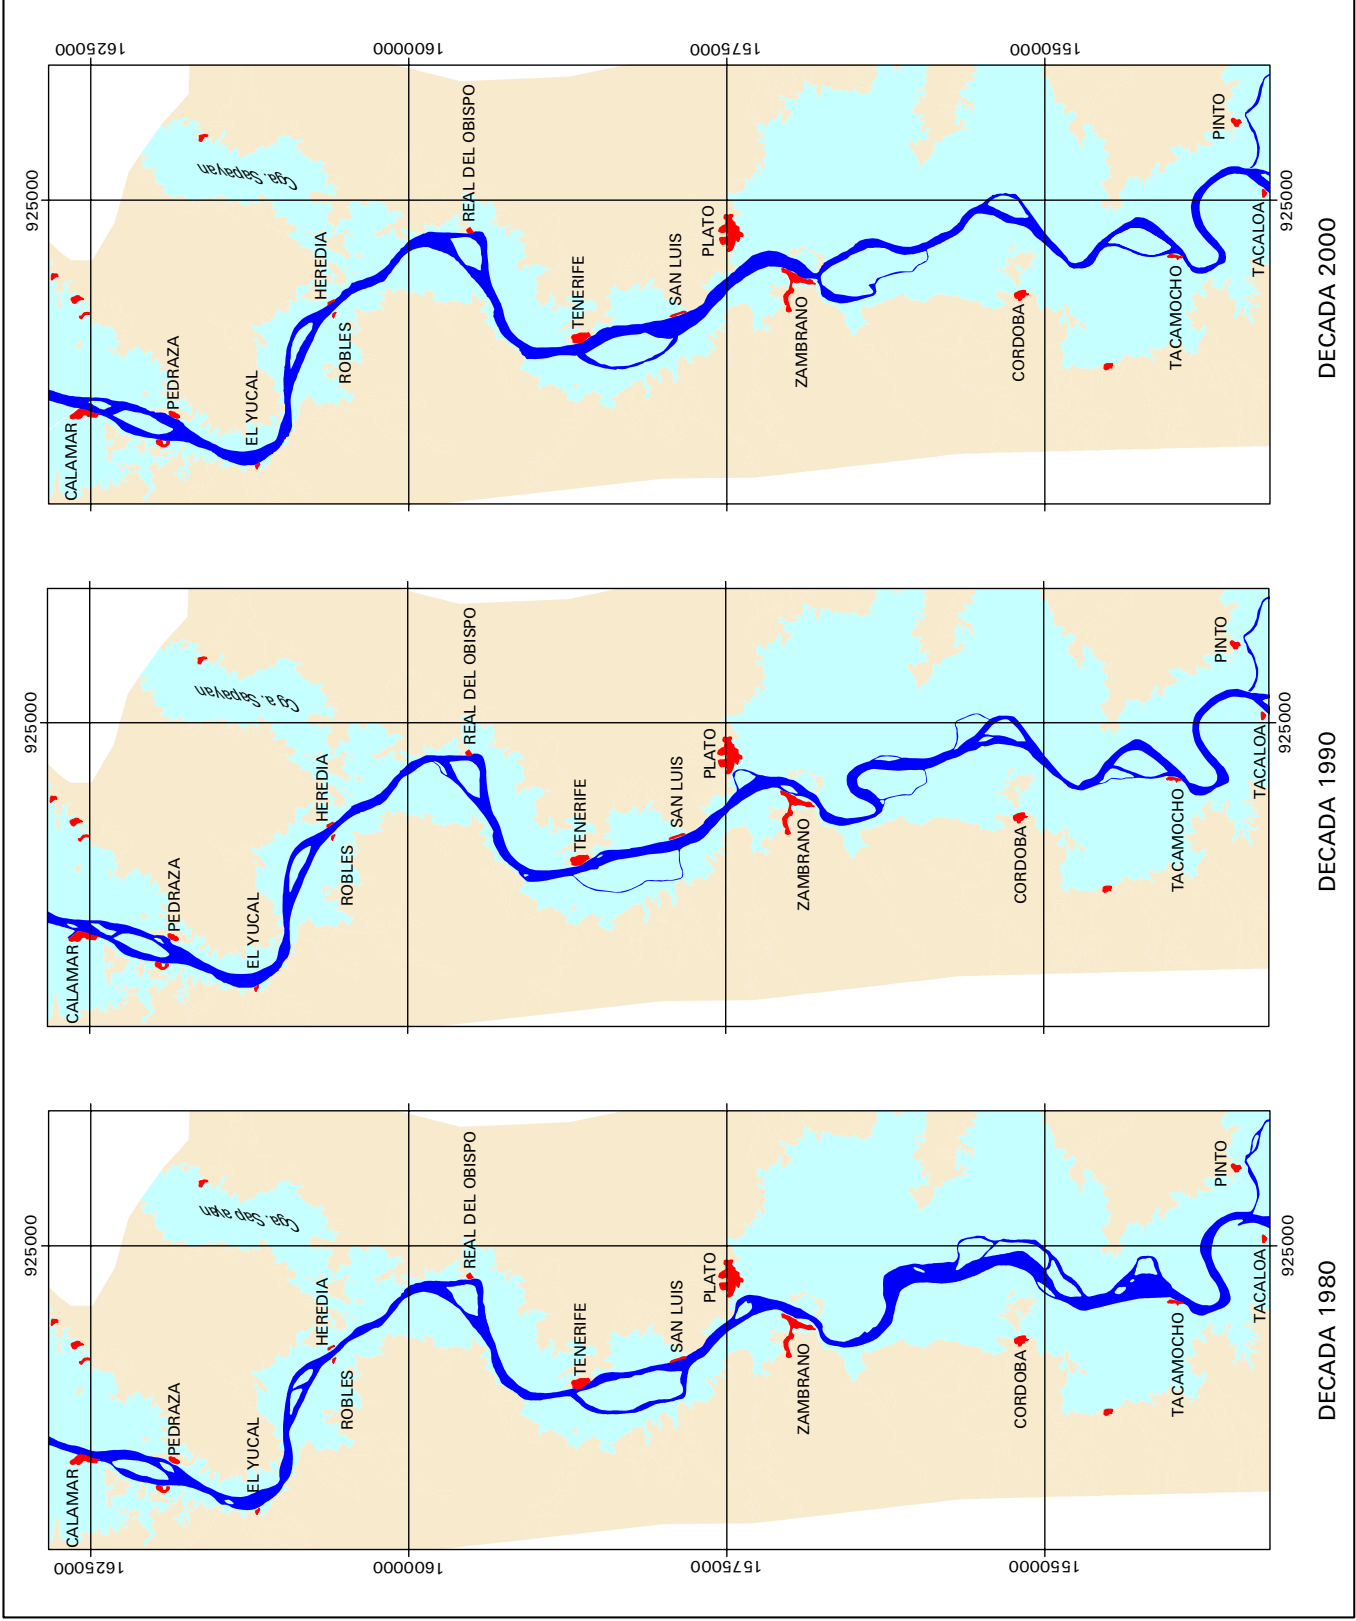 1625000
1600000
1575000
1550000
925000
CALAMAR
PEDRAZA
EL YUCAL
HEREDIA
ROBLES
Cga. Sapayan
REAL DEL OBISPO
TENERIFE
SAN LUIS
PLATO
ZAMBRANO
CORDOBA
TACAMOCHO
PINTO
TACALOA
925000
DECADA 2000
925000
CALAMAR
PEDRAZA
EL YUCAL
HEREDIA
ROBLES
Cga. Sapayan
REAL DEL OBISPO
TENERIFE
SAN LUIS
PLATO
ZAMBRANO
CORDOBA
TACAMOCHO
PINTO
TACALOA
925000
DECADA 1990
925000
CALAMAR
PEDRAZA
EL YUCAL
HEREDIA
ROBLES
Cga. Sap ayan
REAL DEL OBISPO
TENERIFE
SAN LUIS
PLATO
ZAMBRANO
CORDOBA
TACAMOCHO
PINTO
TACALOA
925000
DECADA 1980
1625000
1600000
1575000
1550000